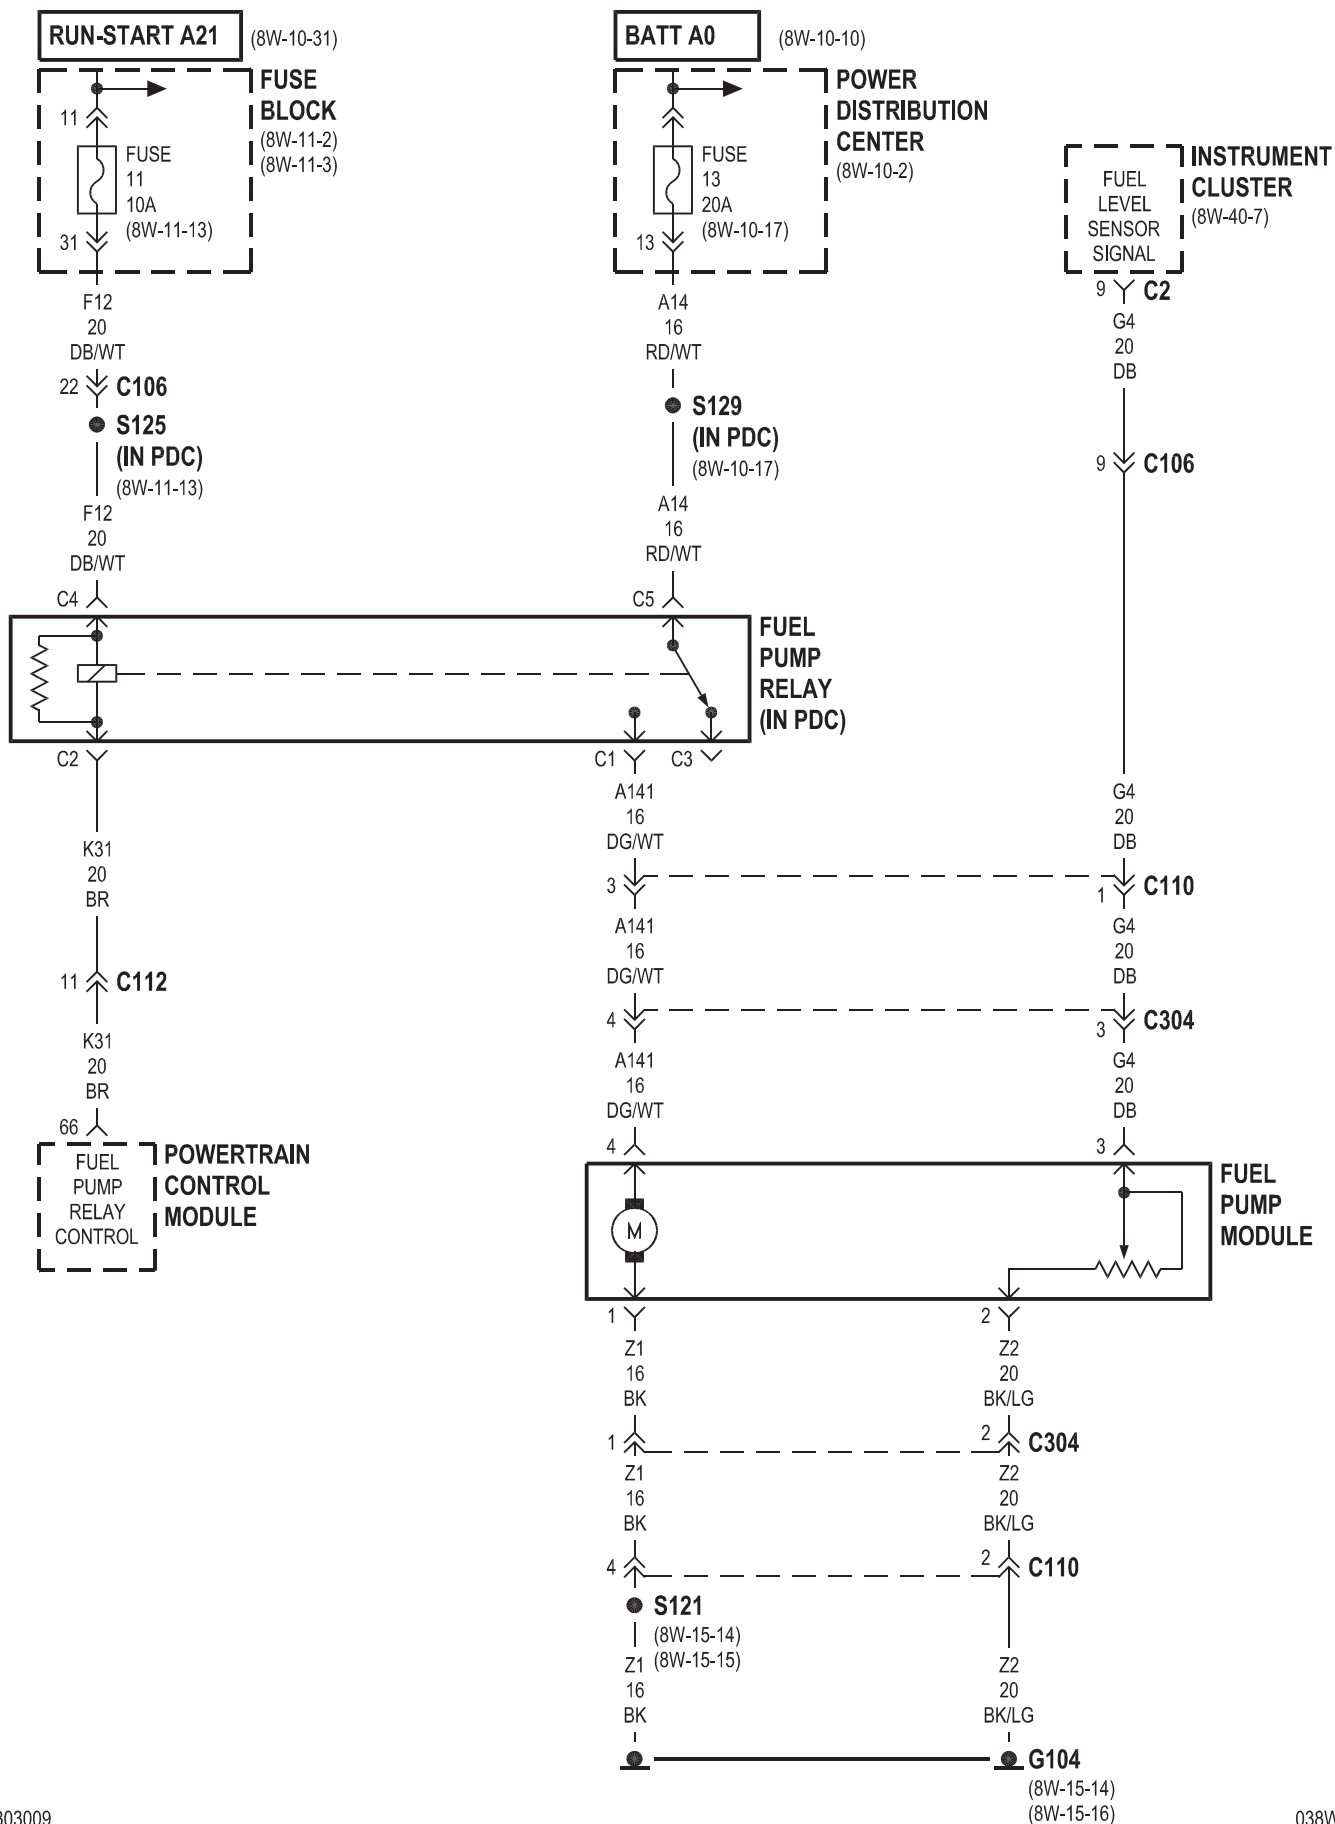 RUN-START A21 (8W-10-31)
BATT A0 (8W-10-10)
FUSE
BLOCK
(8W-11-2)
(8W-11-3)
11
FUSE
11
10A
(8W-11-13)
31
POWER
DISTRIBUTION
CENTER
(8W-10-2)
FUSE
13
20A
(8W-10-17)
13
INSTRUMENT
CLUSTER
(8W-40-7)
FUEL
LEVEL
SENSOR
SIGNAL
9 C2
F12
20
DB/WT
22 C106
S125
(IN PDC)
(8W-11-13)
F12
20
DB/WT
C4
A14
16
RD/WT
S129
(IN PDC)
(8W-10-17)
A14
16
RD/WT
C5
G4
20
DB
9 C106
FUEL
PUMP
RELAY
(IN PDC)
C2
C1
C3
K31
20
BR
11 C112
K31
20
BR
66
FUEL
PUMP
RELAY
CONTROL
POWERTRAIN
CONTROL
MODULE
A141
16
DG/WT
3
G4
20
DB
1 C110
A141
16
DG/WT
4
G4
20
DB
3 C304
A141
16
DG/WT
4
G4
20
DB
3
M
FUEL
PUMP
MODULE
1
2
Z1
16
BK
1
Z2
20
BK/LG
2 C304
Z1
16
BK
4
Z2
20
BK/LG
2 C110
S121
(8W-15-14)
(8W-15-15)
Z1
16
BK
Z2
20
BK/LG
G104
(8W-15-14)
(8W-15-16)
303009
038W